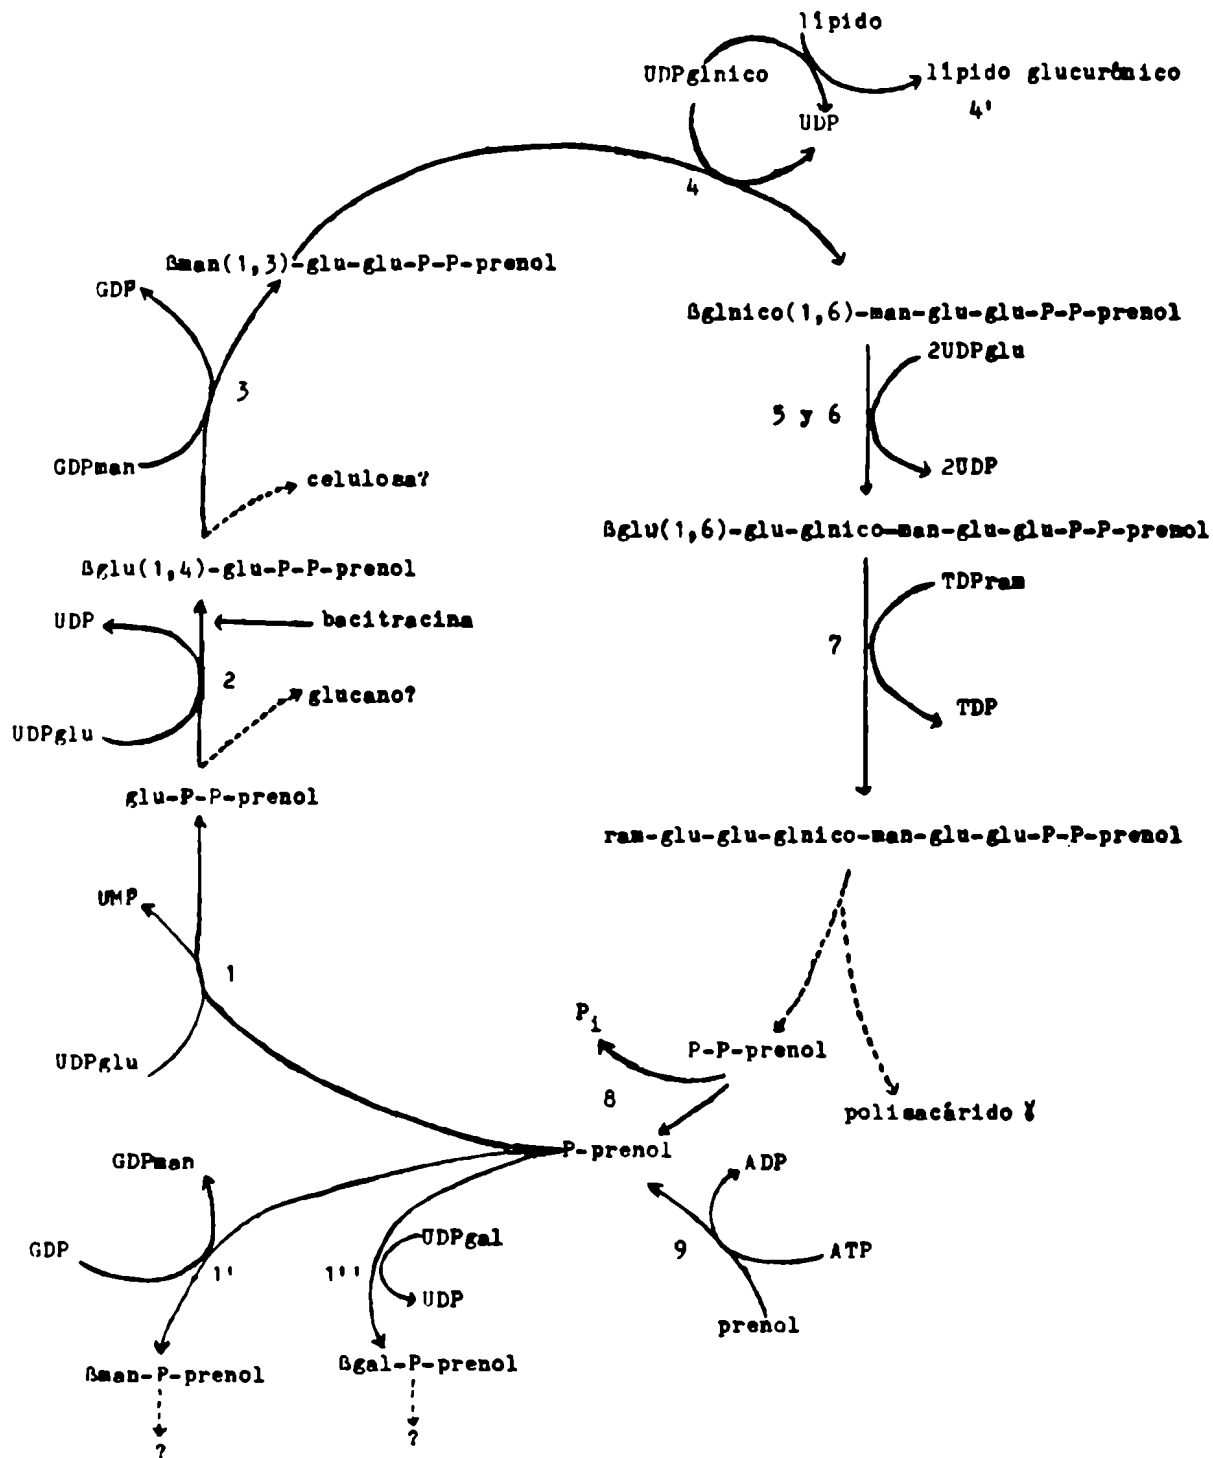 lípido
UDPglnico
lípido glucurónico
4'
UDP
4
ßman(1,3)-glu-glu-P-P-prenol
GDP
3
GDPman
celulosa?
ßglu(1,4)-glu-P-P-prenol
UDP
bacitracina
2
glucano?
UDPglu
glu-P-P-prenol
UMP
1
UDPglu
ßglnico(1,6)-man-glu-glu-P-P-prenol
2UDPglu
5 y 6
2UDP
ßglu(1,6)-glu-glnico-man-glu-glu-P-P-prenol
TDPram
7
TDP
ram-glu-glu-glnico-man-glu-glu-P-P-prenol
Pi
P-P-prenol
8
polisacárido ɣ
P-prenol
GDPman
ADP
GDP
1'
1''
UDPgal
UDP
9
ATP
prenol
ßman-P-prenol
ßgal-P-prenol
?
?